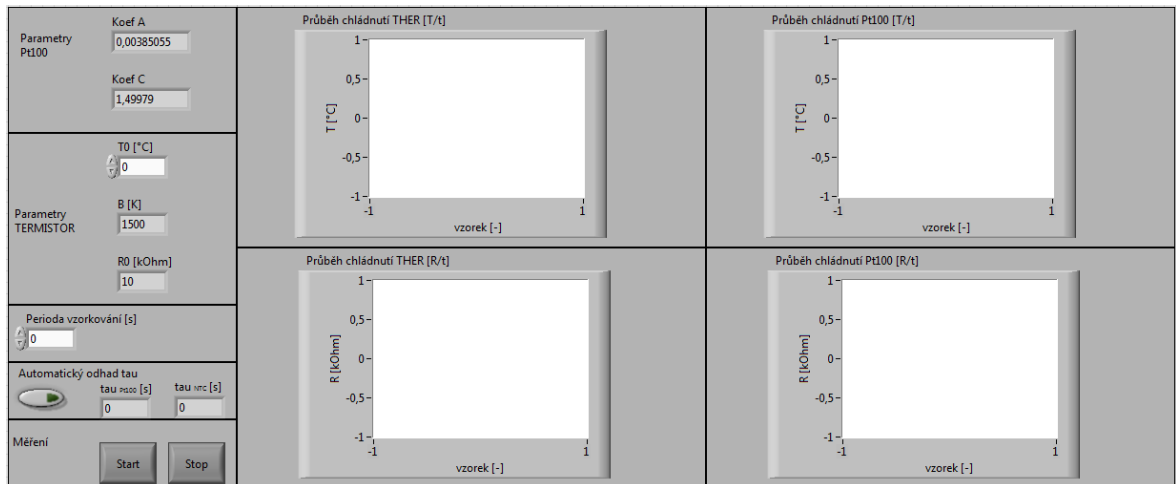 Parametry
Pt100
Koef A
0,00385055
Koef C
1,49979
Parametry
TERMISTOR
T0 [°C]
0
B [K]
1500
R0 [kOhm]
10
Perioda vzorkování [s]
0
Automatický odhad tau
tau Pt100 [s]
0
tau NTC [s]
0
Měření
Start
Stop
Průběh chládnutí THER [T/t]
T [°C]
1
0,5
0
-0,5
-1
-1
1
vzorek [-]
Průběh chládnutí Pt100 [T/t]
T [°C]
1
0,5
0
-0,5
-1
-1
1
vzorek [-]
Průběh chládnutí THER [R/t]
R [kOhm]
1
0,5
0
-0,5
-1
-1
1
vzorek [-]
Průběh chládnutí Pt100 [R/t]
R [kOhm]
1
0,5
0
-0,5
-1
-1
1
vzorek [-]